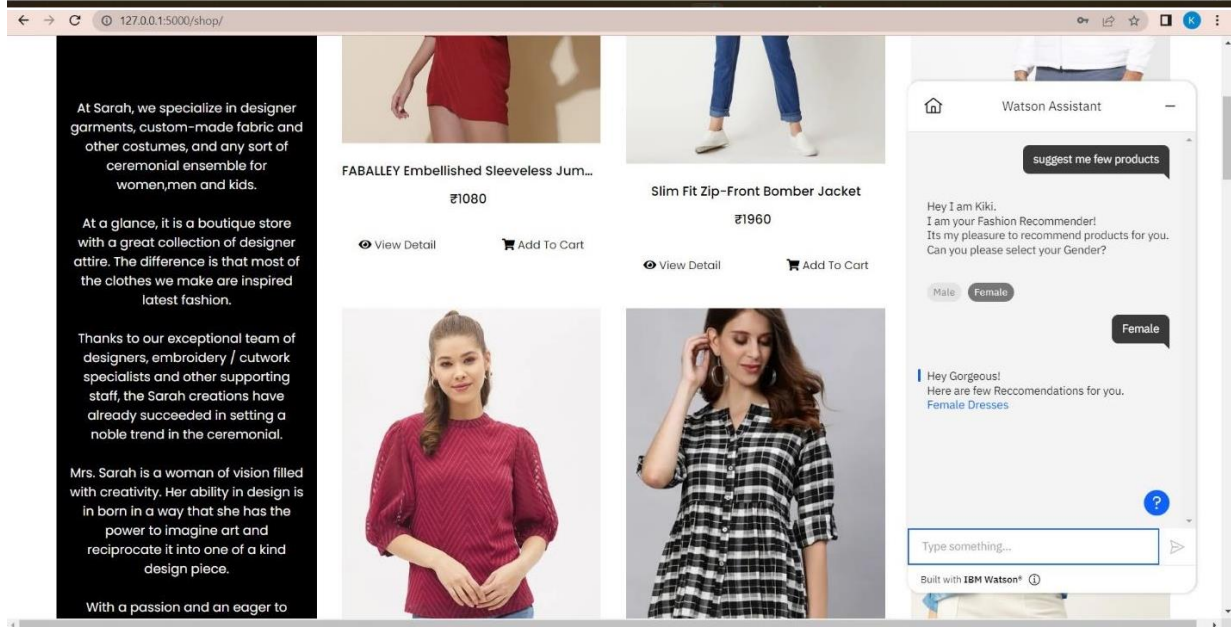 127.0.0.1:5000/shop/
K
At Sarah, we specialize in designer
garments, custom-made fabric and
other costumes, and any sort of
ceremonial ensemble for
women,men and kids.
At a glance, it is a boutique store
with a great collection of designer
attire. The difference is that most of
the clothes we make are inspired
latest fashion.
Thanks to our exceptional team of
designers, embroidery / cutwork
specialists and other supporting
staff, the Sarah creations have
already succeeded in setting a
noble trend in the ceremonial.
Mrs. Sarah is a woman of vision filled
with creativity. Her ability in design is
in born in a way that she has the
power to imagine art and
reciprocate it into one of a kind
design piece.
With a passion and an eager to
FABALLEY Embellished Sleeveless Jum...
₹1080
View Detail
Add To Cart
Slim Fit Zip-Front Bomber Jacket
₹1960
View Detail
Add To Cart
Watson Assistant
suggest me few products
Hey I am Kiki.
I am your Fashion Recommender!
Its my pleasure to recommend products for you.
Can you please select your Gender?
Male
Female
Female
Hey Gorgeous!
Here are few Reccomendations for you.
Female Dresses
?
Type something...
Built with IBM Watson®